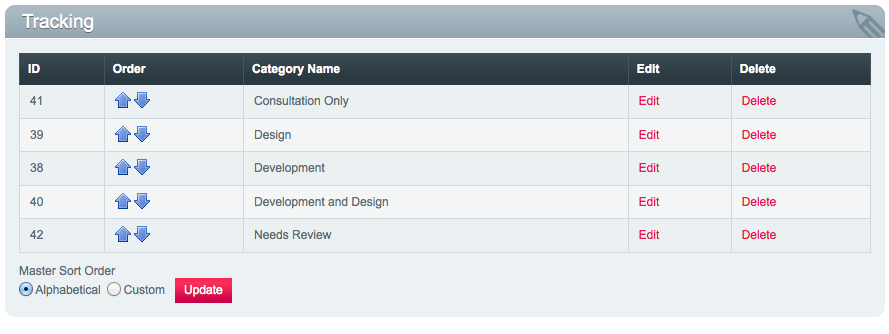 Tracking
ID Order Category Name Edit Delete
41 Consultation Only Edit Delete
39 Design Edit Delete
38 Development Edit Delete
40 Development and Design Edit Delete
42 Needs Review Edit Delete
Master Sort Order
Alphabetical Custom Update